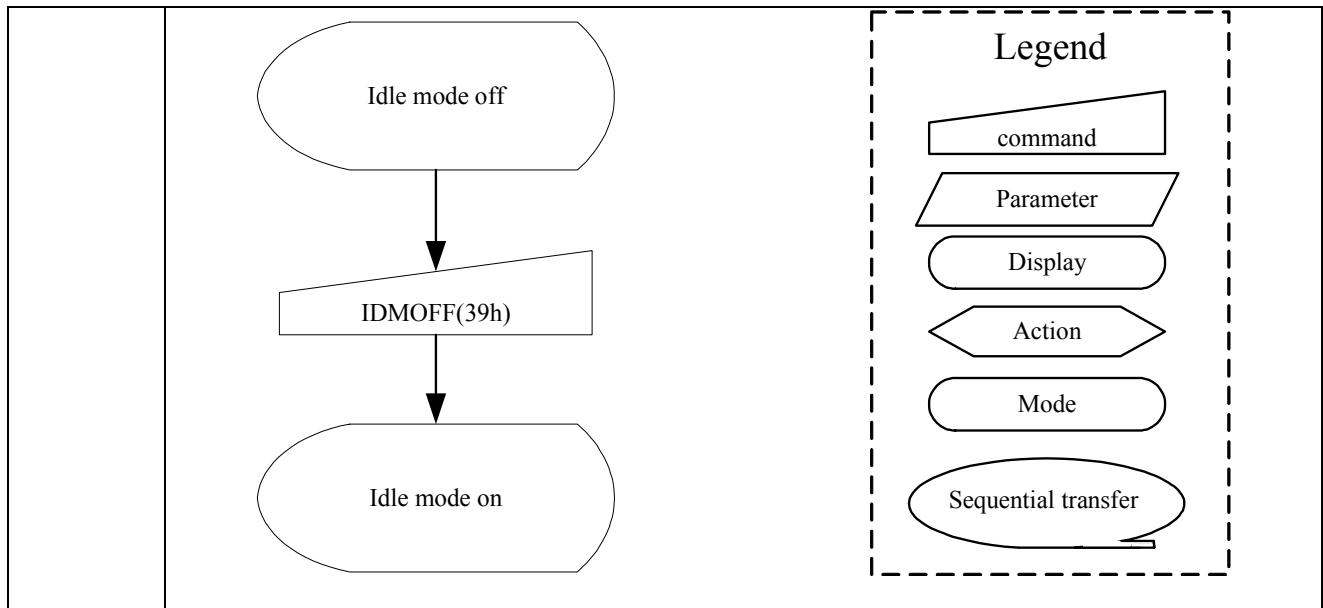 Idle mode off
IDMOFF(39h)
Idle mode on
Legend
command
Parameter
Display
Action
Mode
Sequential transfer